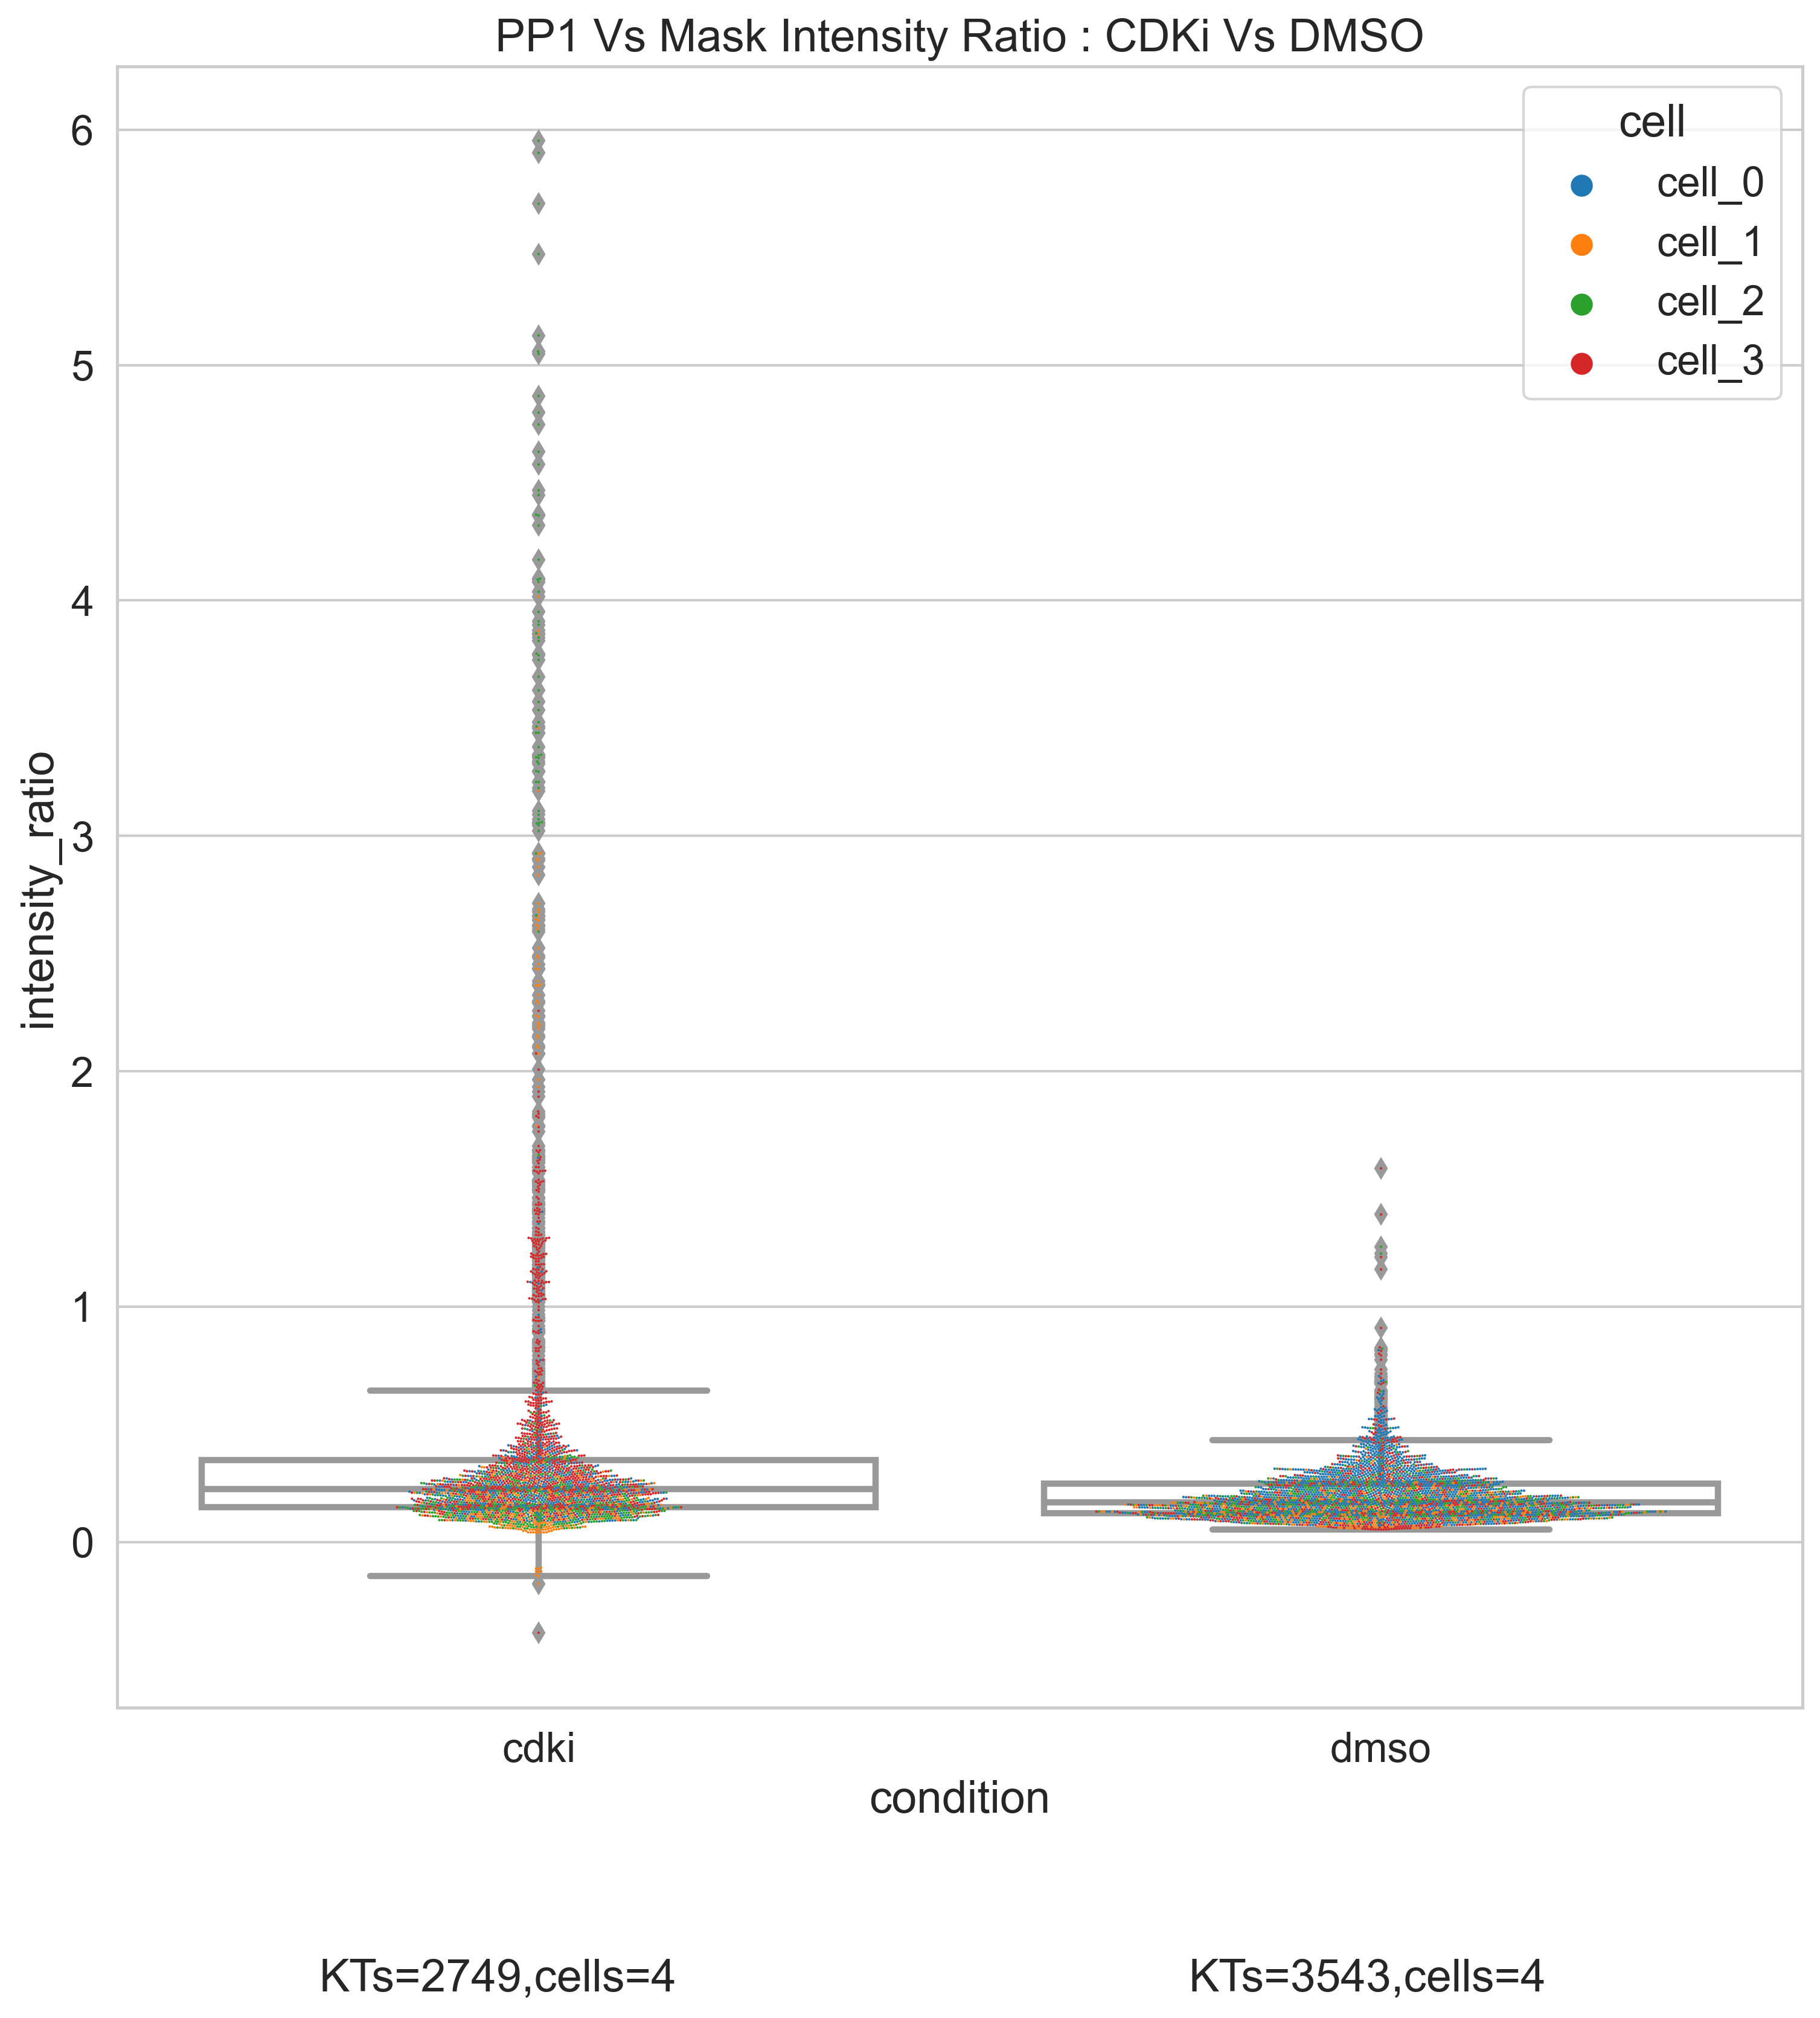 PP1 Vs Mask Intensity Ratio : CDKi Vs DMSO
cell
cell_0
cell_1
cell_2
cell_3
6
5
4
3
2
1
0
intensity_ratio
cdki
dmso
condition
KTs=2749,cells=4
KTs=3543,cells=4